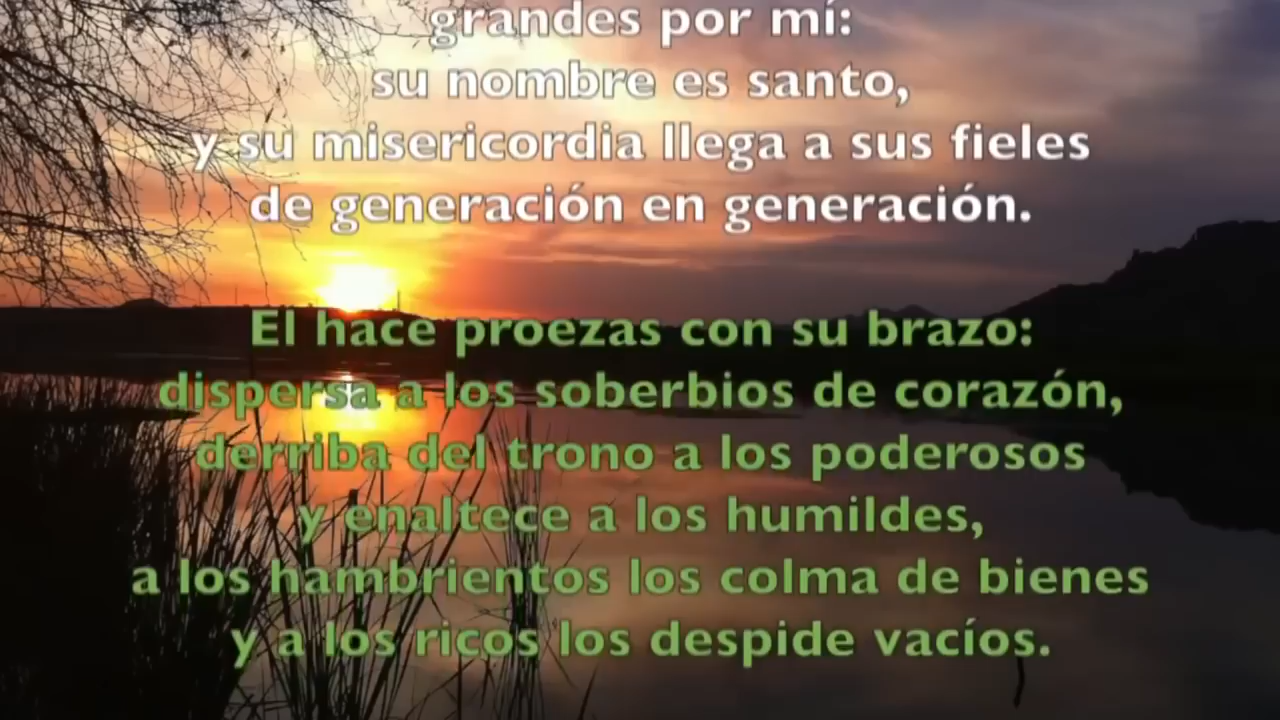 grandes por mí:
su nombre es santo,
y su misericordia llega a sus fieles
de generación en generación.
El hace proezas con su brazo:
dispersa a los soberbios de corazón,
derriba del trono a los poderosos
y enaltece a los humildes,
a los hambrientos los colma de bienes
y a los ricos los despide vacíos.